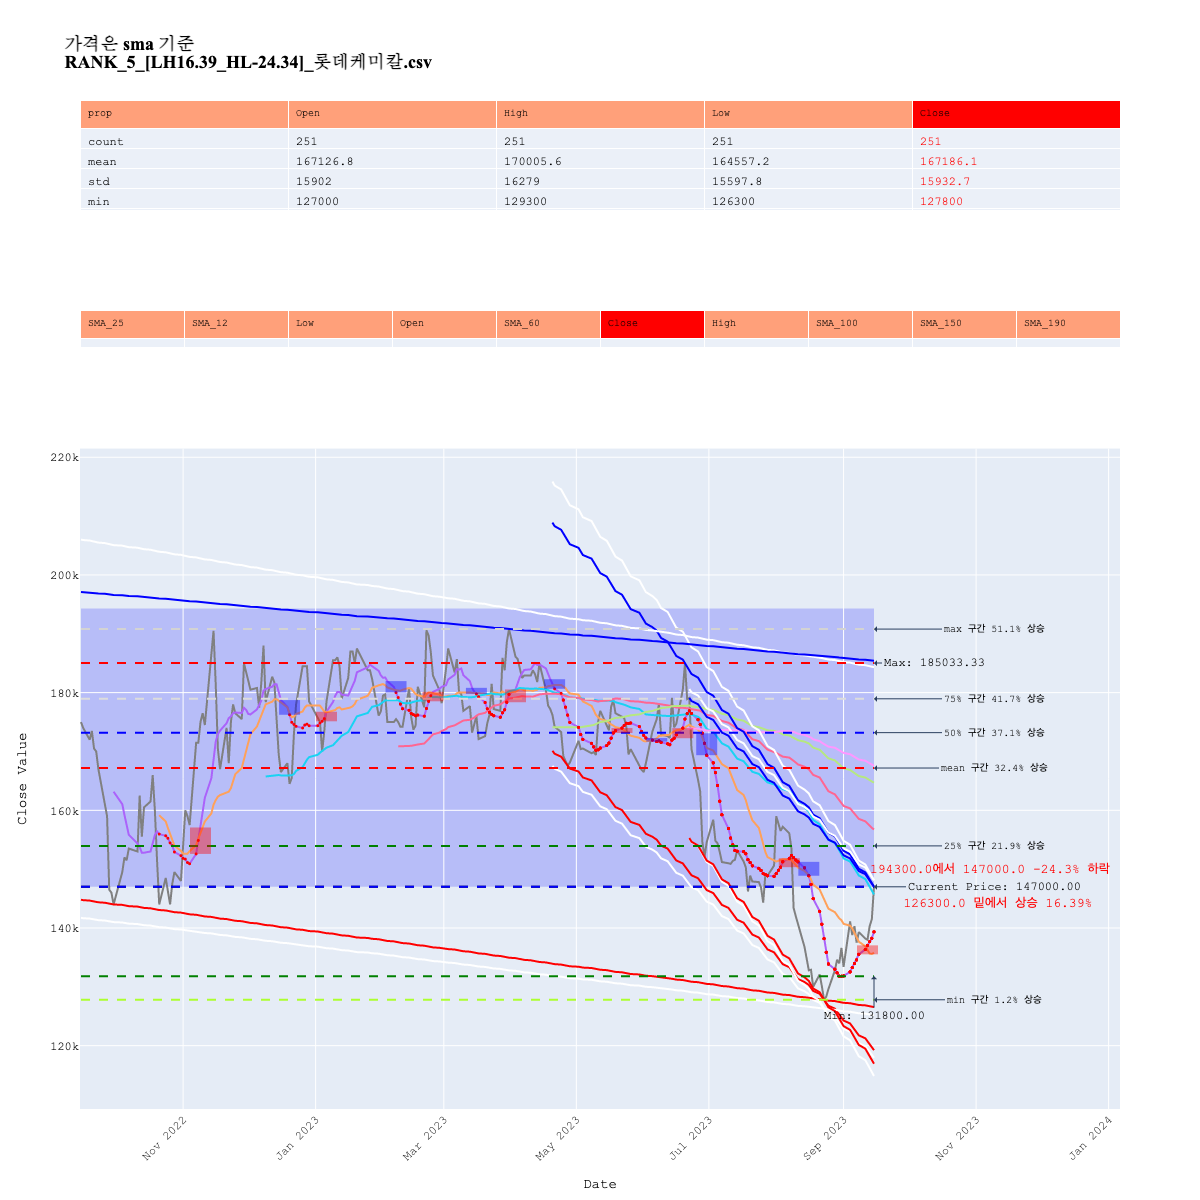 가격은 sma 기준
RANK_5_[LH16.39_HL-24.34]_롯데케미칼.csv
prop Open High Low Close
count 251 251 251 251
mean 167126.8 170005.6 164557.2 167186.1
std 15902 16279 15597.8 15932.7
min 127000 129300 126300 127800
SMA_25 SMA_12 Low Open SMA_60 Close High SMA_100 SMA_150 SMA_190
220k
200k
180k
160k
140k
120k
Close Value
max 구간 51.1% 상승
Max: 185033.33
75% 구간 41.7% 상승
50% 구간 37.1% 상승
mean 구간 32.4% 상승
25% 구간 21.9% 상승
194300.0에서 147000.0 -24.3% 하락
Current Price: 147000.00
126300.0 밑에서 상승 16.39%
min 구간 1.2% 상승
Min: 131800.00
Nov 2022
Jan 2023
Mar 2023
May 2023
Jul 2023
Sep 2023
Nov 2023
Jan 2024
Date